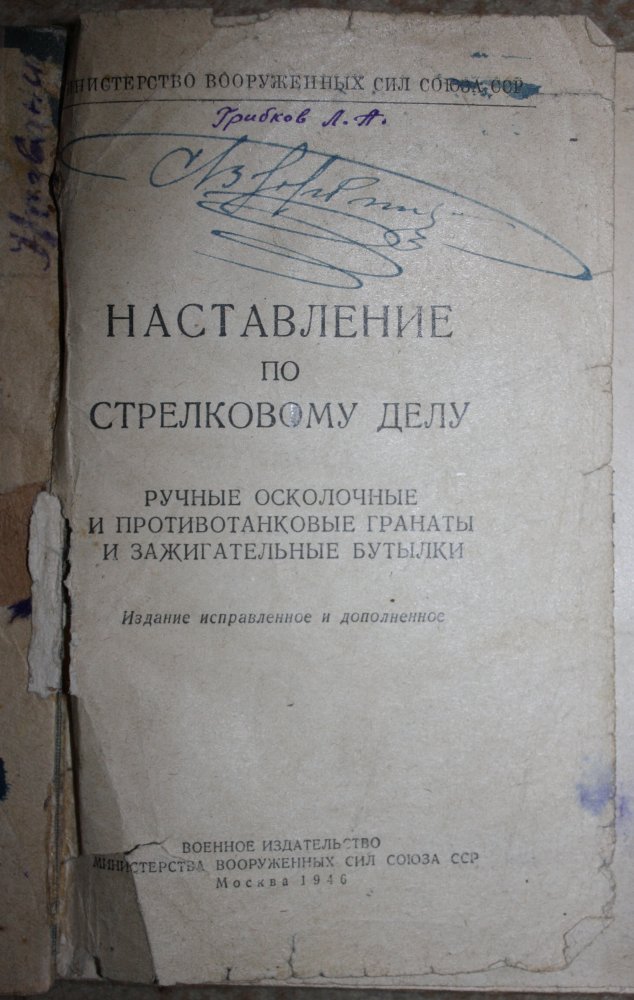 МИНИСТЕРСТВО ВООРУЖЕННЫХ СИЛ СОЮЗА ССР
Грибков Л. А.
НАСТАВЛЕНИЕ
ПО
СТРЕЛКОВОМУ ДЕЛУ
РУЧНЫЕ ОСКОЛОЧНЫЕ
И ПРОТИВОТАНКОВЫЕ ГРАНАТЫ
И ЗАЖИГАТЕЛЬНЫЕ БУТЫЛКИ
Издание исправленное и дополненное
ВОЕННОЕ ИЗДАТЕЛЬСТВО
МИНИСТЕРСТВА ВООРУЖЕННЫХ СИЛ СОЮЗА ССР
Москва 1946